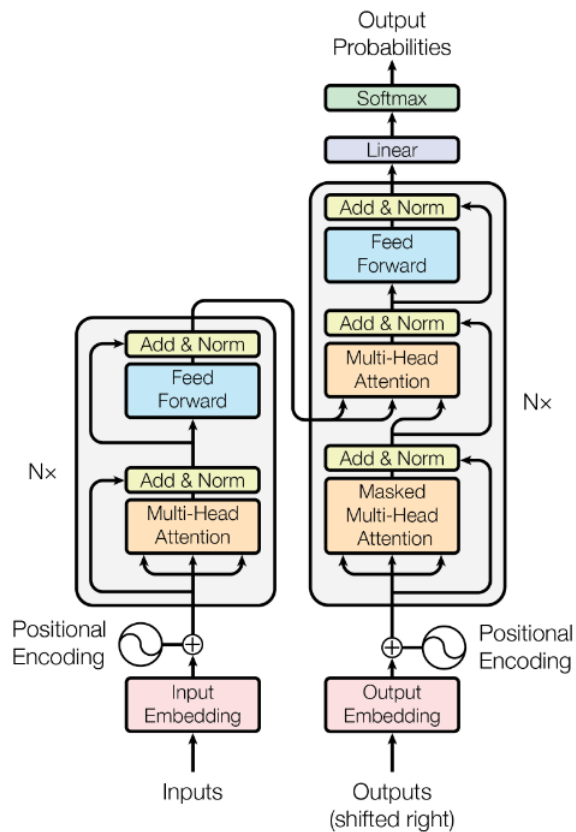 Output
Probabilities
Softmax
Linear
Add & Norm
Feed
Forward
Add & Norm
Multi-Head
Attention
Add & Norm
Masked
Multi-Head
Attention
N×
Add & Norm
Feed
Forward
Add & Norm
Multi-Head
Attention
N×
Positional
Encoding
Positional
Encoding
Input
Embedding
Output
Embedding
Inputs
Outputs
(shifted right)